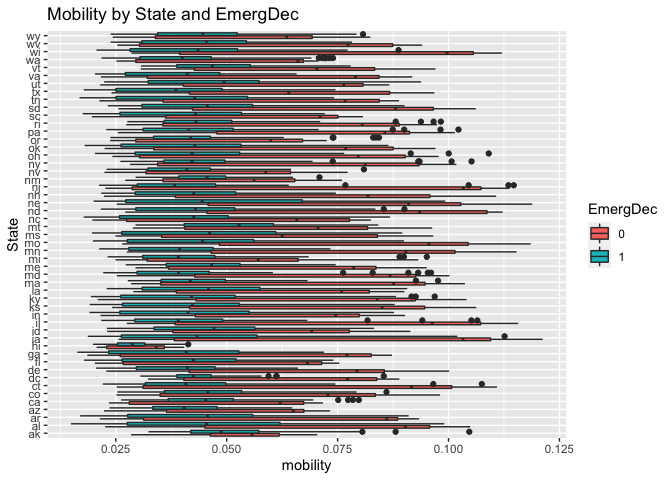 Mobility by State and EmergDec
wy
wv
wi
wa
vt
va
ut
tx
tn
sd
sc
ri
pa
or
ok
oh
ny
nv
nm
nj
nh
ne
nd
nc
mt
ms
mo
mn
mi
me
md
ma
la
ky
ks
in
il
id
ia
hi
ga
fl
de
dc
ct
co
ca
az
ar
al
ak
State
0.025 0.050 0.075 0.100 0.125
mobility
EmergDec
0
1